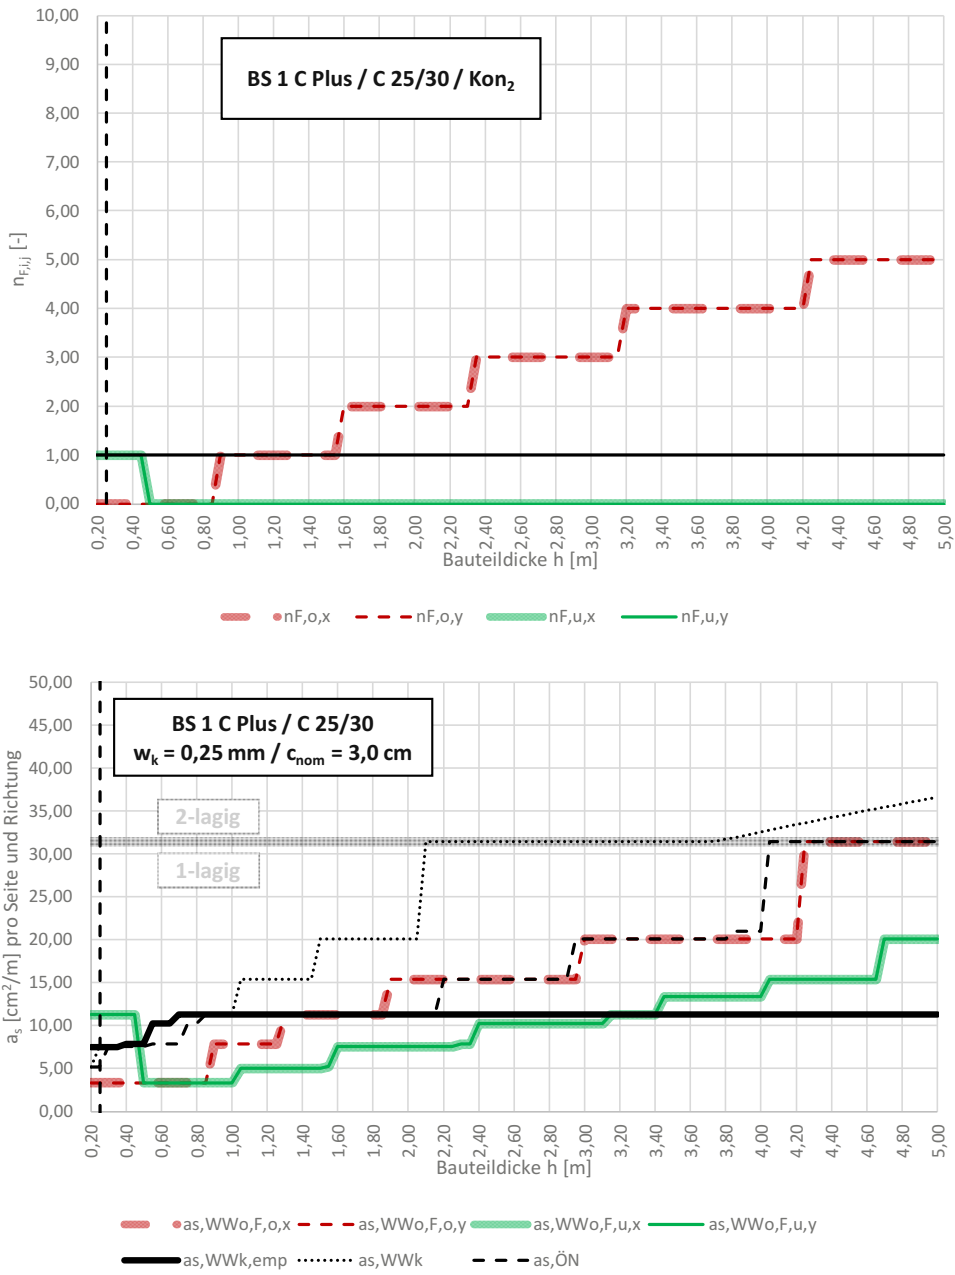 10,00
9,00
8,00
7,00
6,00
5,00
4,00
3,00
2,00
1,00
0,00
n_F,i,j [-]
BS 1 C Plus / C 25/30 / Kon₂
0,20 0,40 0,60 0,80 1,00 1,20 1,40 1,60 1,80 2,00 2,20 2,40 2,60 2,80 3,00 3,20 3,40 3,60 3,80 4,00 4,20 4,40 4,60 4,80 5,00
Bauteildicke h [m]
nF,o,x nF,o,y nF,u,x nF,u,y
50,00
45,00
40,00
35,00
30,00
25,00
20,00
15,00
10,00
5,00
0,00
a_s [cm²/m] pro Seite und Richtung
BS 1 C Plus / C 25/30
w_k = 0,25 mm / c_nom = 3,0 cm
2-lagig
1-lagig
0,20 0,40 0,60 0,80 1,00 1,20 1,40 1,60 1,80 2,00 2,20 2,40 2,60 2,80 3,00 3,20 3,40 3,60 3,80 4,00 4,20 4,40 4,60 4,80 5,00
Bauteildicke h [m]
as,WWo,F,o,x as,WWo,F,o,y as,WWo,F,u,x as,WWo,F,u,y
as,WWk,emp as,WWk as,ÖN